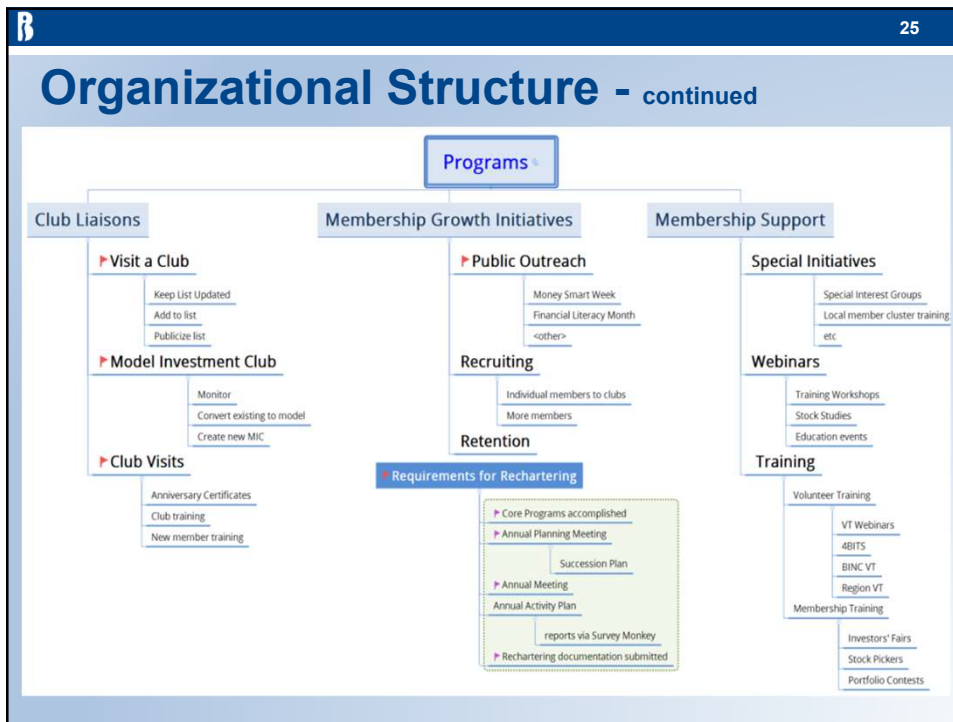 25
Organizational Structure - continued
Programs
Club Liaisons
Visit a Club
Keep List Updated
Add to list
Publicize list
Model Investment Club
Monitor
Convert existing to model
Create new MIC
Club Visits
Anniversary Certificates
Club training
New member training
Membership Growth Initiatives
Public Outreach
Money Smart Week
Financial Literacy Month
<other>
Recruiting
Individual members to clubs
More members
Retention
Requirements for Rechartering
Core Programs accomplished
Annual Planning Meeting
Succession Plan
Annual Meeting
Annual Activity Plan
reports via Survey Monkey
Rechartering documentation submitted
Membership Support
Special Initiatives
Special Interest Groups
Local member cluster training
etc
Webinars
Training Workshops
Stock Studies
Education events
Training
Volunteer Training
VT Webinars
4BITS
BINC VT
Region VT
Membership Training
Investors' Fairs
Stock Pickers
Portfolio Contests